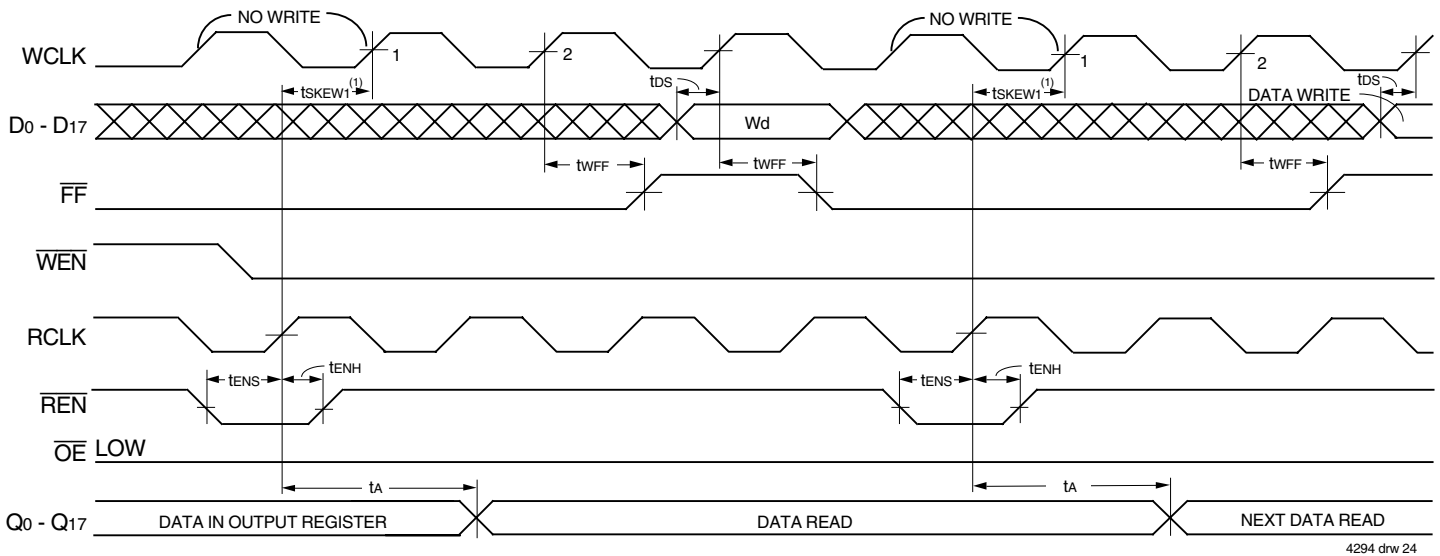 NO WRITE NO WRITE
WCLK 1 2 1 2
tSKEW1(1) tDS tSKEW1(1) tDS
D0 - D17 Wd DATA WRITE
tWFF tWFF tWFF
FF
WEN
RCLK
tENS tENH tENS tENH
REN
OE LOW
tA tA
Q0 - Q17 DATA IN OUTPUT REGISTER DATA READ NEXT DATA READ
4294 drw 24